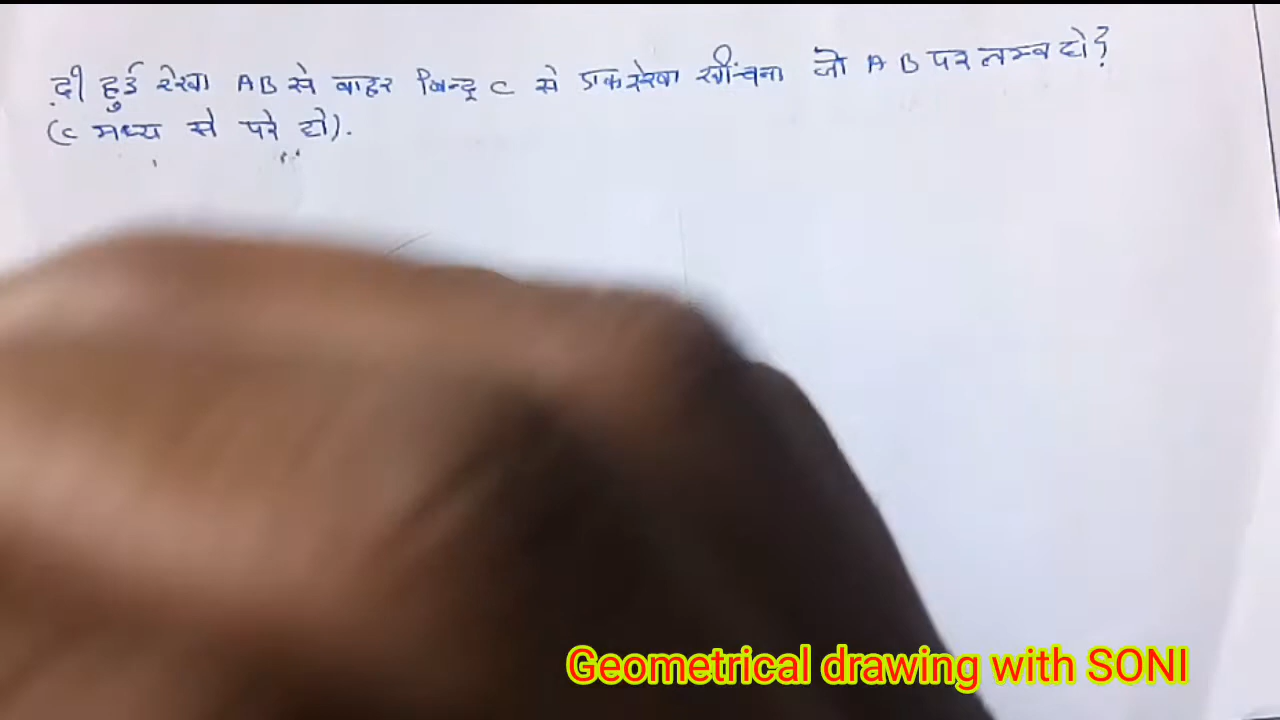 दी हुई रेखा AB से बाहर बिन्दू C से एक रेखा खींचना जो AB पर लम्ब हो?
(C मध्य से परे हो).
Geometrical drawing with SONI